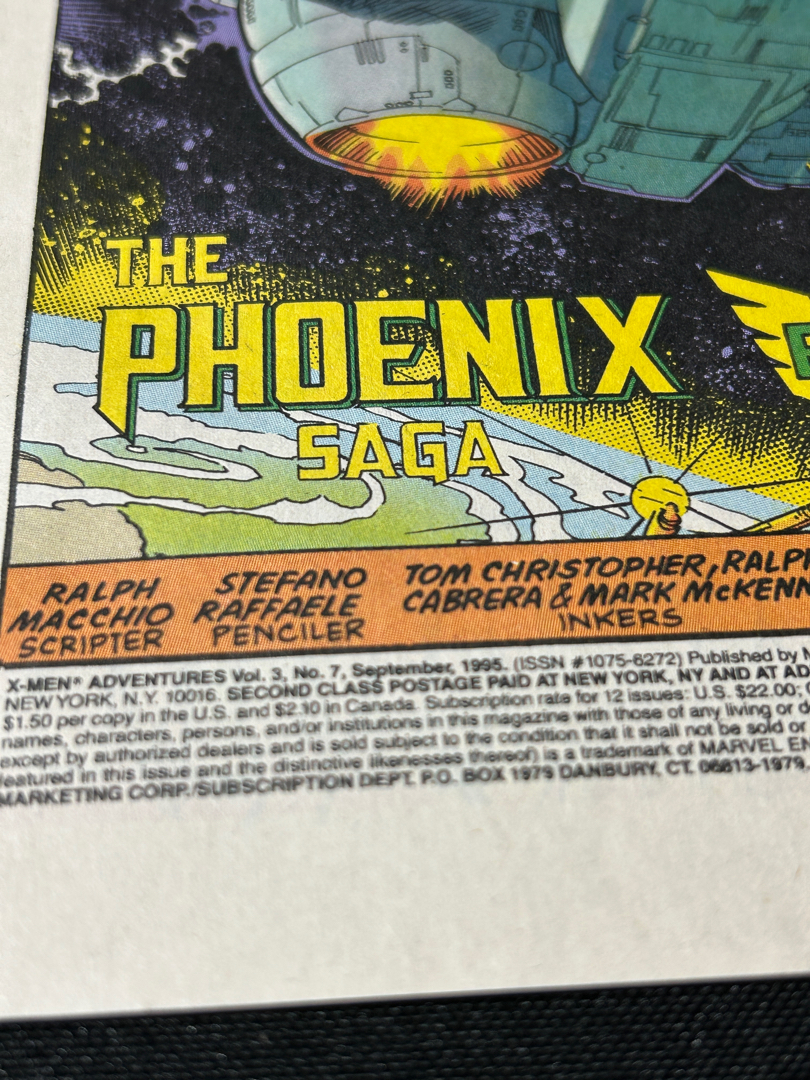 THE
PHOENIX
SAGA
RALPH
MACCHIO
SCRIPTER
STEFANO
RAFFAELE
PENCILER
TOM CHRISTOPHER, RALPH
CABRERA & MARK McKENN
INKERS
X-MEN® ADVENTURES Vol. 3, No. 7, September, 1995. (ISSN #1075-6272) Published by
NEW YORK, N.Y. 10016. SECOND CLASS POSTAGE PAID AT NEW YORK, NY AND AT AD
$1.50 per copy in the U.S. and $2.10 in Canada. Subscription rate for 12 issues: U.S. $22.00;
names, characters, persons, and/or institutions in this magazine with those of any living or
except by authorized dealers and is sold subject to the condition that it shall not be sold or
featured in this issue and the distinctive likenesses thereof) is a trademark of MARVEL EN
MARKETING CORP./SUBSCRIPTION DEPT. P.O. BOX 1979 DANBURY, CT. 06813-1979.